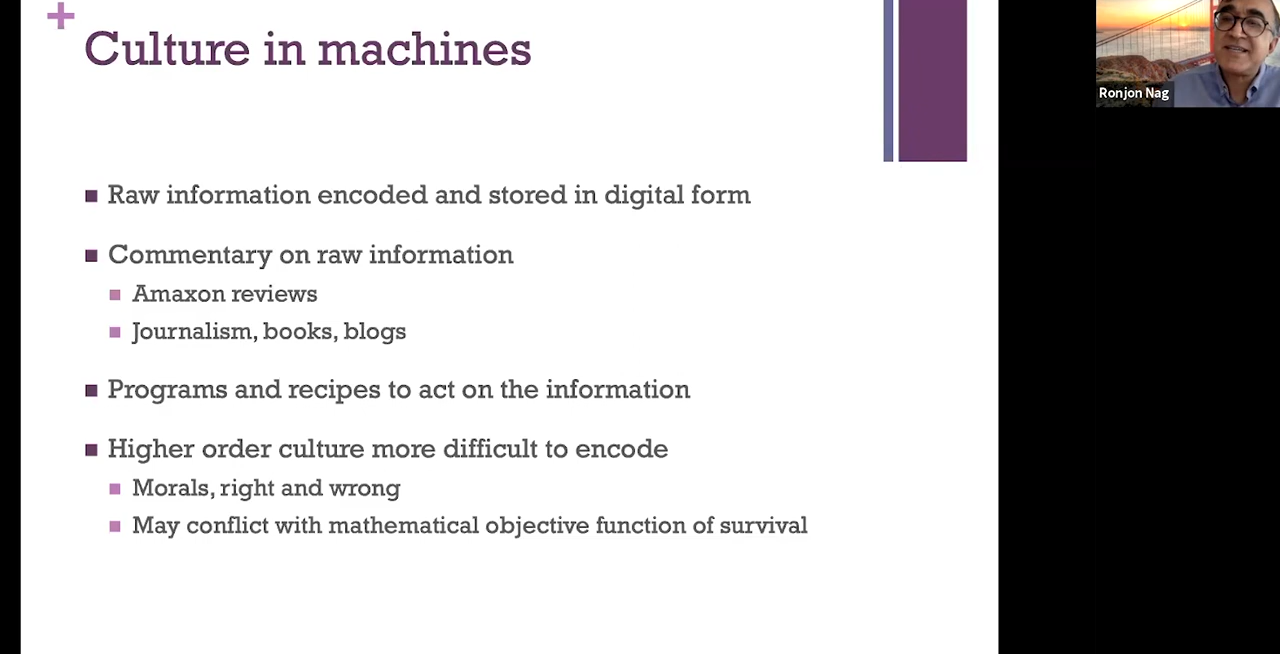 +
Culture in machines
Raw information encoded and stored in digital form
Commentary on raw information
Amaxon reviews
Journalism, books, blogs
Programs and recipes to act on the information
Higher order culture more difficult to encode
Morals, right and wrong
May conflict with mathematical objective function of survival
Ronjon Nag